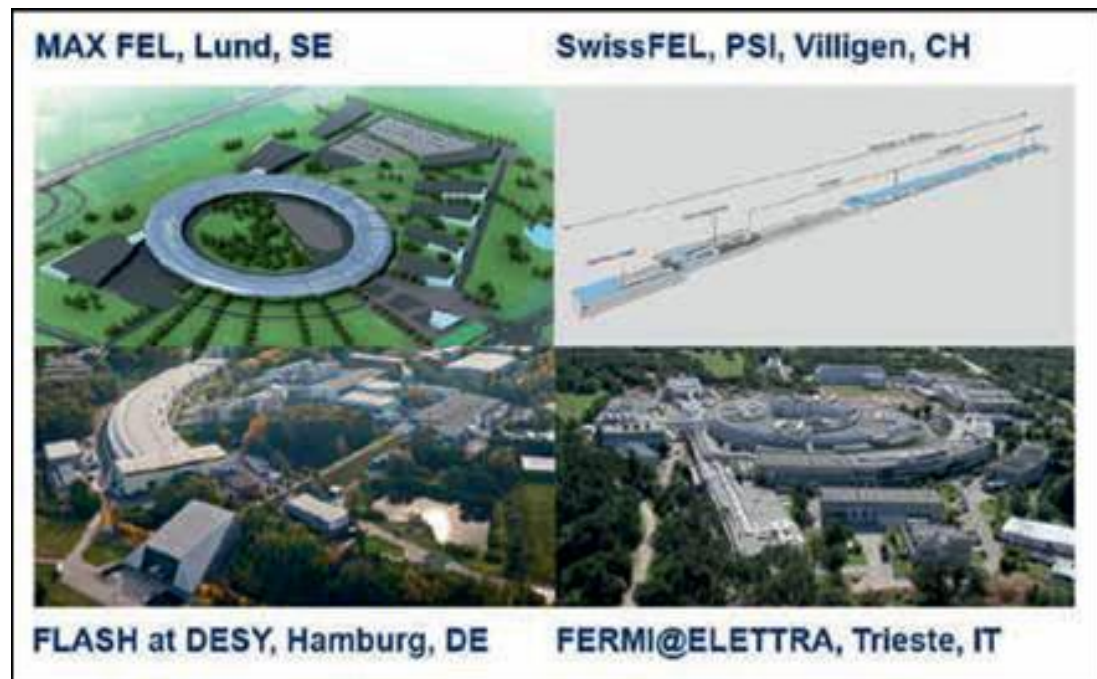 MAX FEL, Lund, SE
SwissFEL, PSI, Villigen, CH
FLASH at DESY, Hamburg, DE
FERMI@ELETTRA, Trieste, IT